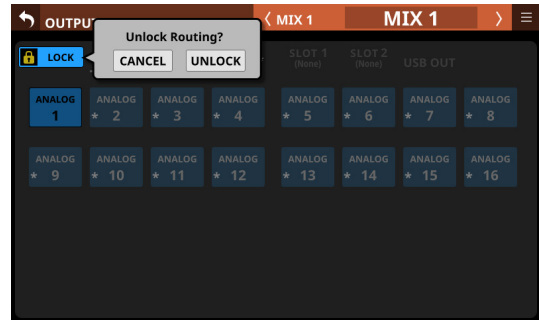 OUTPU
MIX 1
MIX 1
Unlock Routing?
CANCEL UNLOCK
LOCK
SLOT 1
(None)
SLOT 2
(None)
USB OUT
ANALOG
1
ANALOG
* 2
ANALOG
* 3
ANALOG
* 4
ANALOG
* 5
ANALOG
* 6
ANALOG
* 7
ANALOG
* 8
ANALOG
* 9
ANALOG
* 10
ANALOG
* 11
ANALOG
* 12
ANALOG
* 13
ANALOG
* 14
ANALOG
* 15
ANALOG
* 16